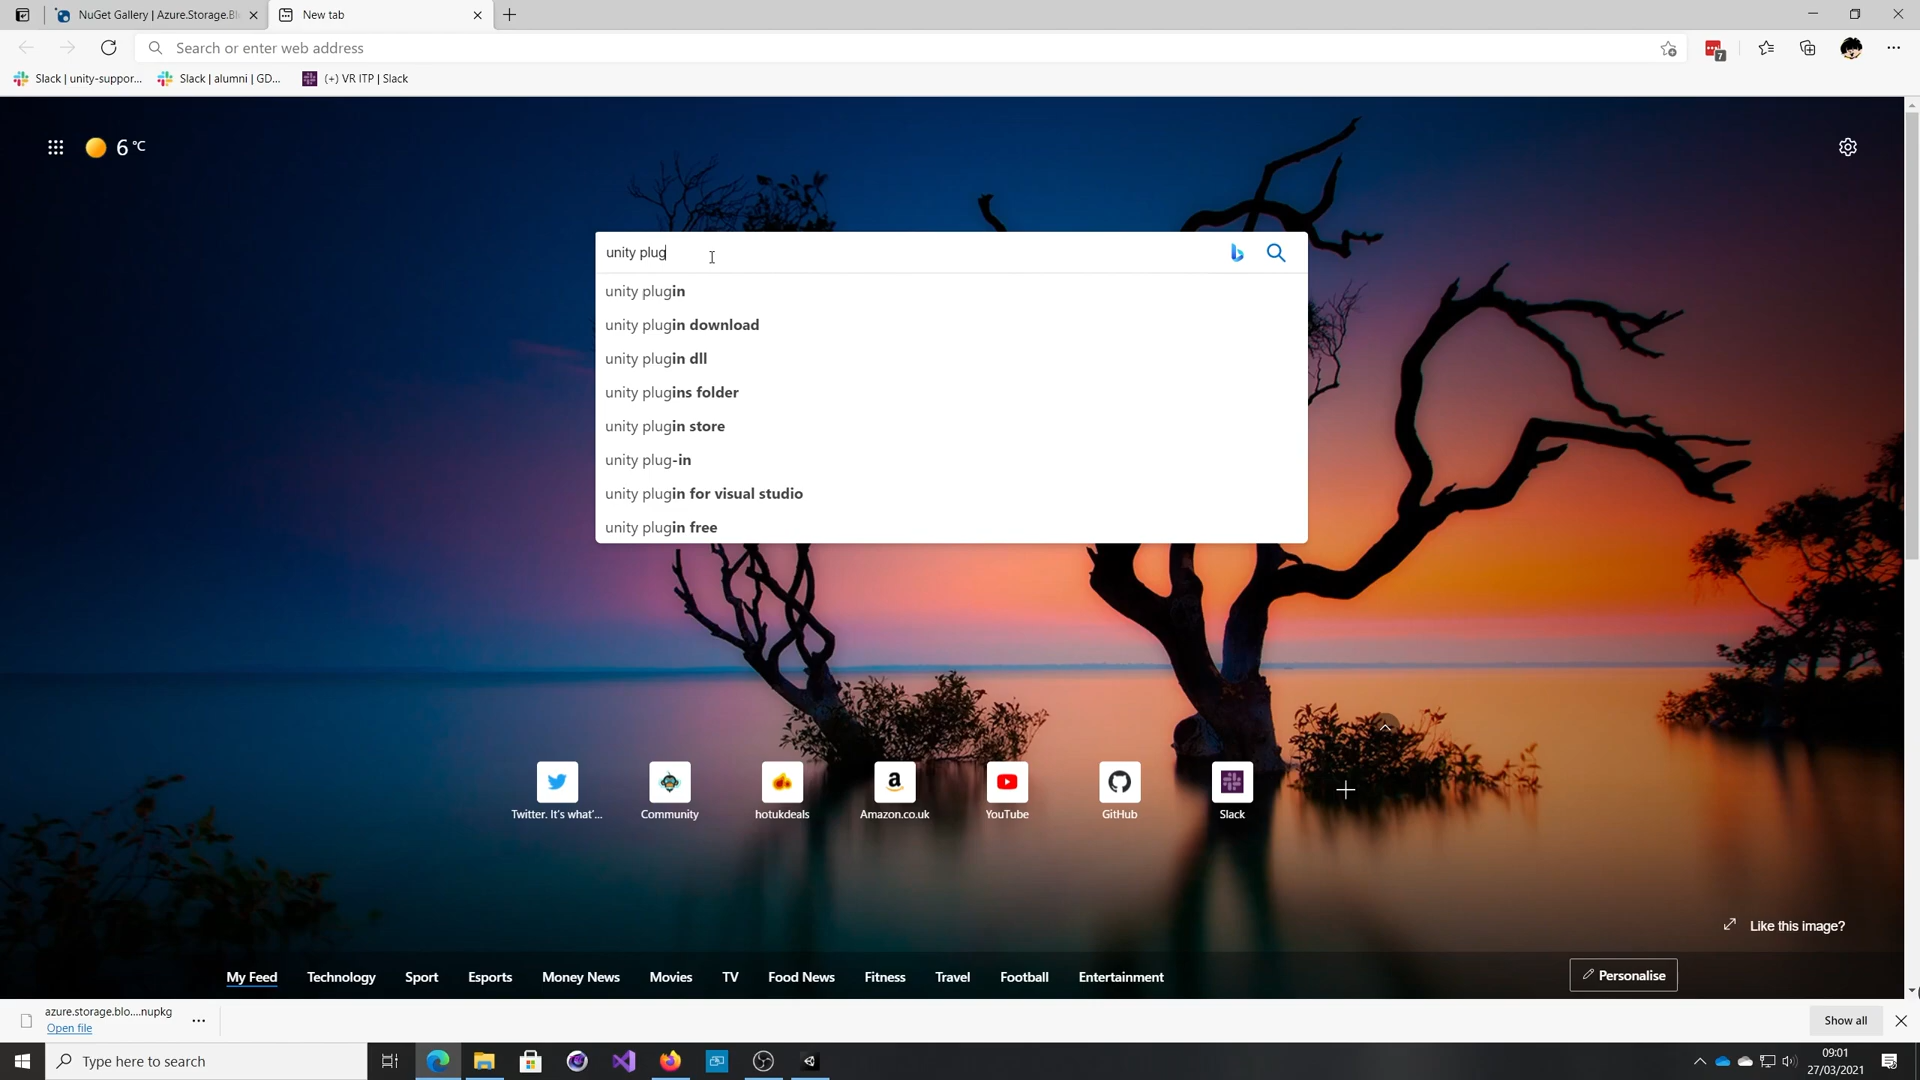 NuGet Gallery | Azure.Storage.Bl
New tab
Search or enter web address
7
Slack | unity-suppor...
Slack | alumni | GD...
(+) VR ITP | Slack
6 °C
unity plug
unity plugin
unity plugin download
unity plugin dll
unity plugins folder
unity plugin store
unity plug-in
unity plugin for visual studio
unity plugin free
Twitter. It's what'...
Community
hotukdeals
a
Amazon.co.uk
YouTube
GitHub
Slack
Like this image?
My Feed
Technology
Sport
Esports
Money News
Movies
TV
Food News
Fitness
Travel
Football
Entertainment
Personalise
azure.storage.blo....nupkg
Open file
Show all
Type here to search
09:01
27/03/2021